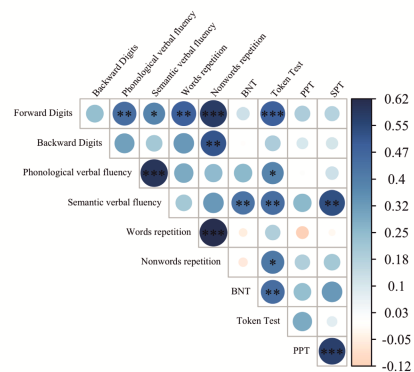 Backward Digits
Phonological verbal fluency
Semantic verbal fluency
Words repetition
Nonwords repetition
BNT
Token Test
PPT
SPT
Forward Digits ** * ** *** ***
Backward Digits **
Phonological verbal fluency *** *
Semantic verbal fluency ** ** **
Words repetition ***
Nonwords repetition *
BNT **
Token Test
PPT ***
0.62
0.54
0.47
0.4
0.32
0.25
0.17
0.1
0.03
-0.05
-0.12